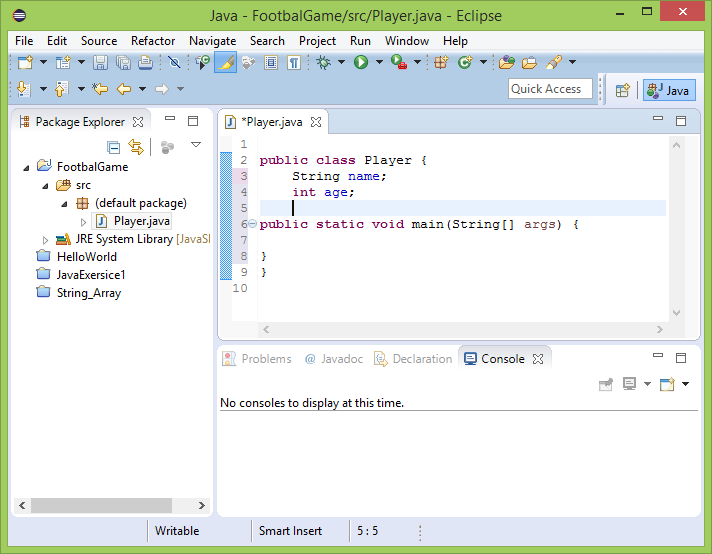 Java - FootbalGame/src/Player.java - Eclipse
File Edit Source Refactor Navigate Search Project Run Window Help
Quick Access
Java
Package Explorer
FootbalGame
src
(default package)
Player.java
JRE System Library [JavaSI
HelloWorld
JavaExersice1
String_Array
*Player.java
1
2 public class Player {
3 String name;
4 int age;
5
6 public static void main(String[] args) {
7
8 }
9 }
10
Problems @ Javadoc Declaration Console
No consoles to display at this time.
Writable Smart Insert 5 : 5